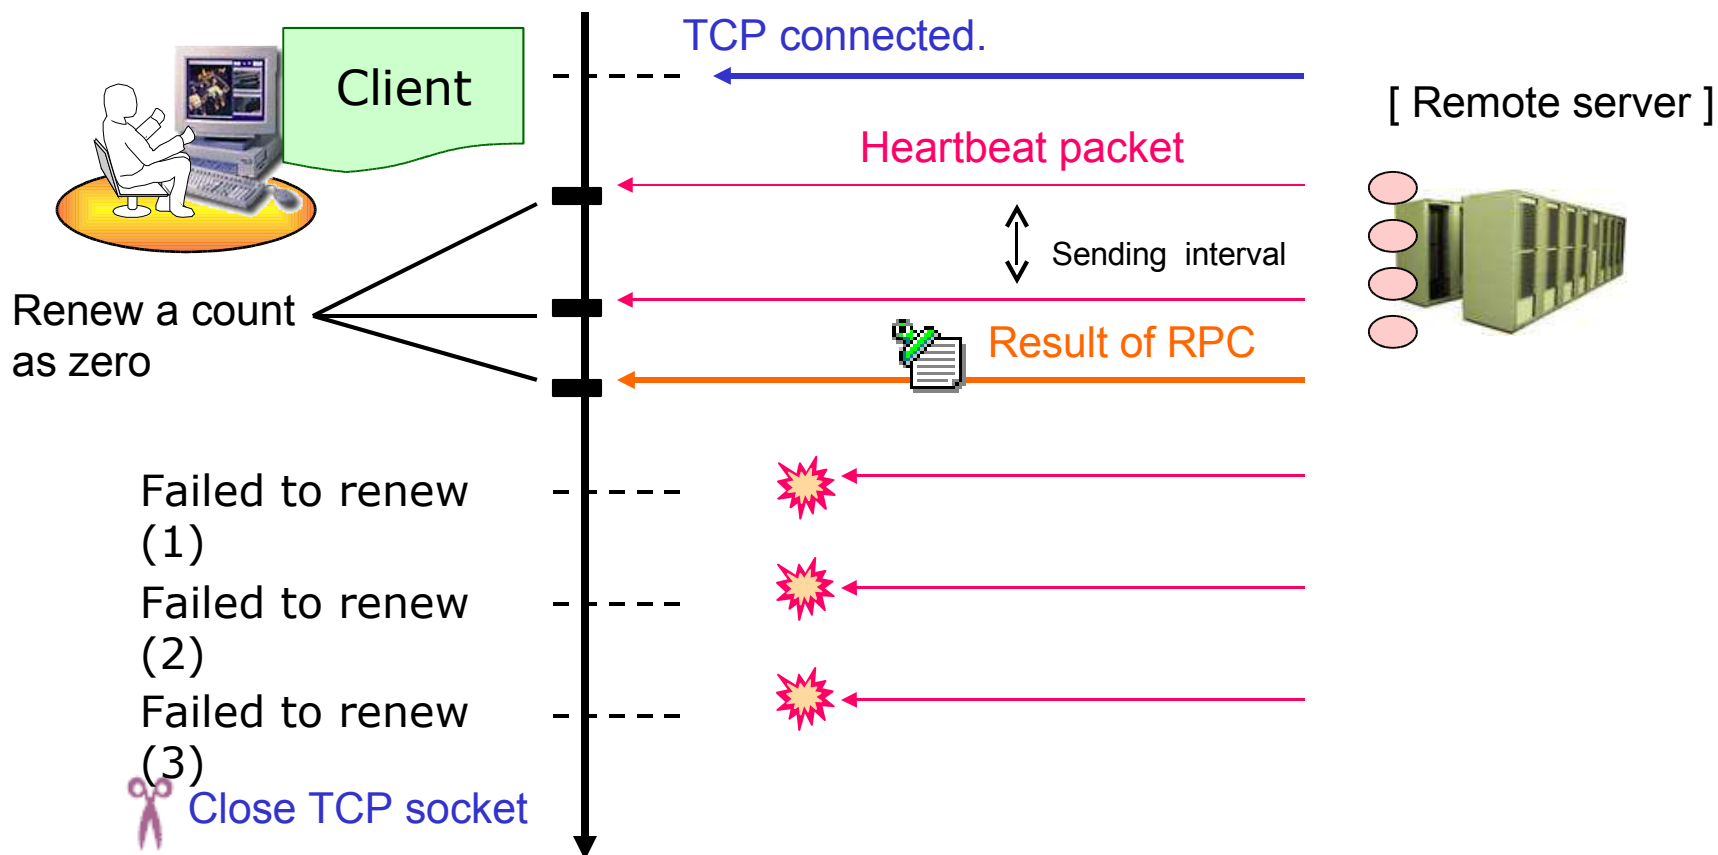 TCP connected.
Client
[ Remote server ]
Heartbeat packet
Sending interval
Renew a count
as zero
Result of RPC
Failed to renew
(1)
Failed to renew
(2)
Failed to renew
(3)
Close TCP socket